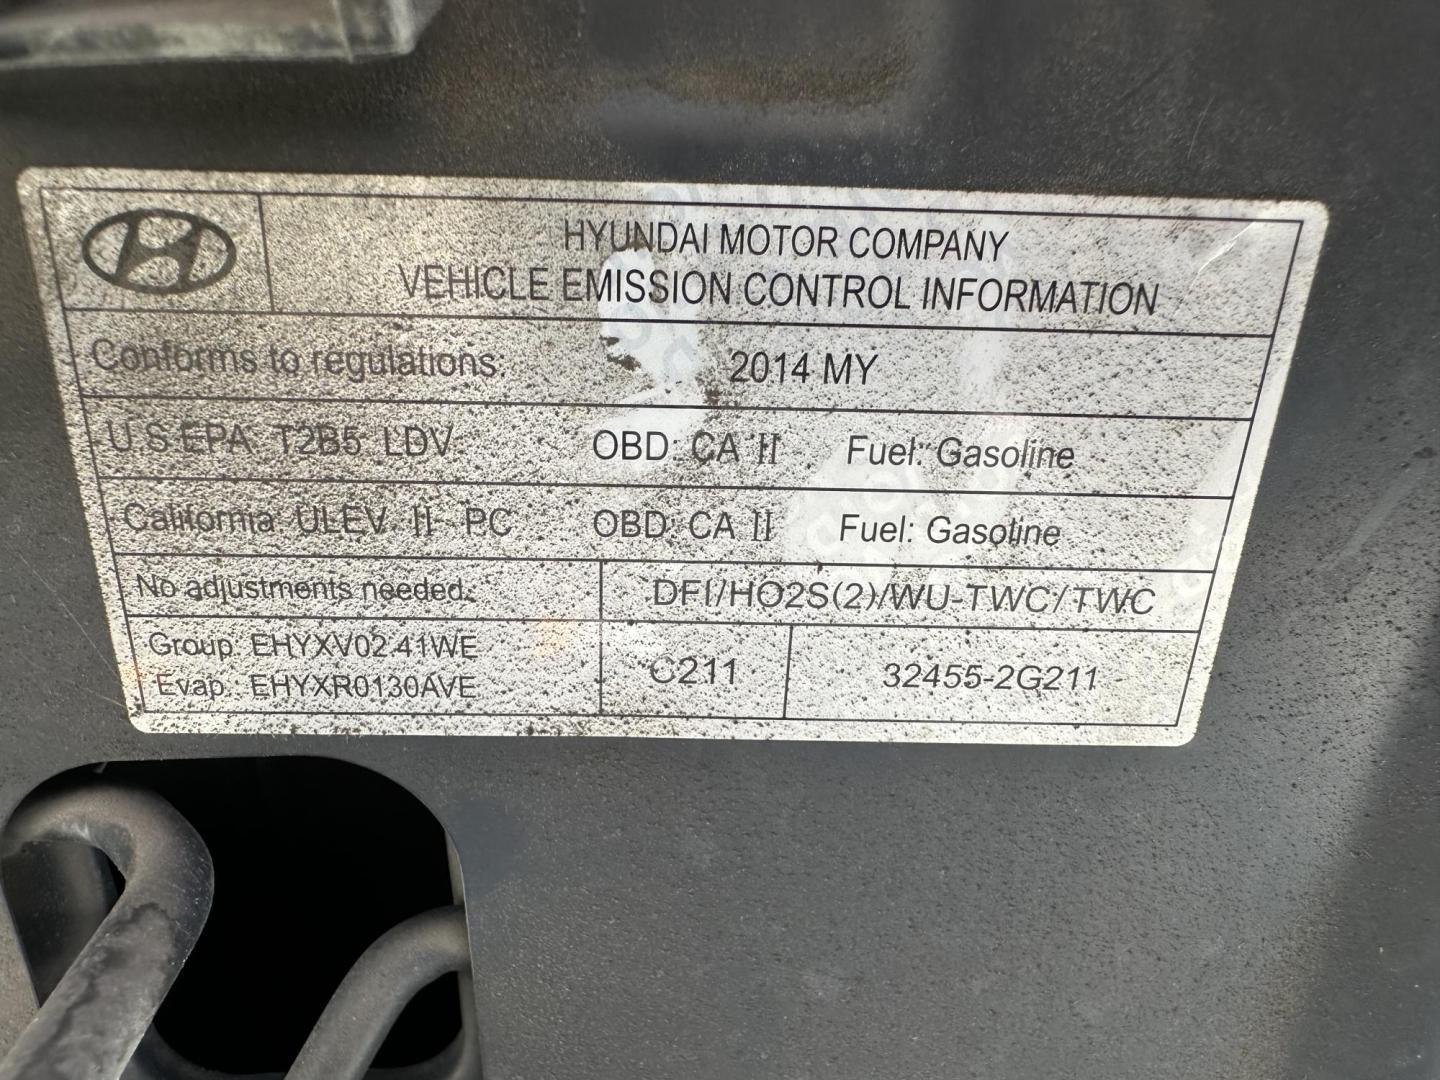 HYUNDAI MOTOR COMPANY
VEHICLE EMISSION CONTROL INFORMATION
Conforms to regulations: 2014 MY
U.S.EPA T2B5 LDV OBD: CA II Fuel: Gasoline
California ULEV II PC OBD: CA II Fuel: Gasoline
No adjustments needed. DFI/HO2S(2)/WU-TWC/TWC
Group: EHYXV02.41WE
Evap.: EHYXR0130AVE
C211 32455-2G211